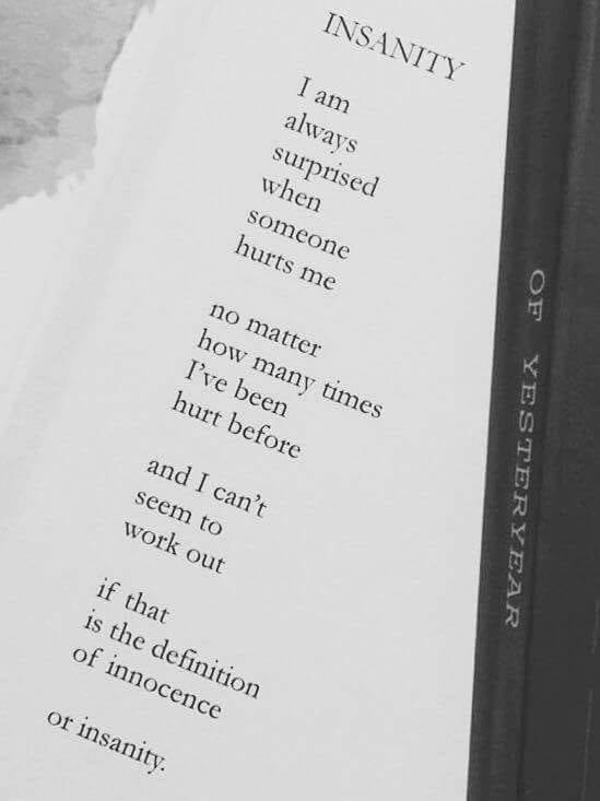 INSANITY
I am
always
surprised
when
someone
hurts me
no matter
how many times
I've been
hurt before
and I can't
seem to
work out
if that
is the definition
of innocence
or insanity.
OF YESTERYEAR